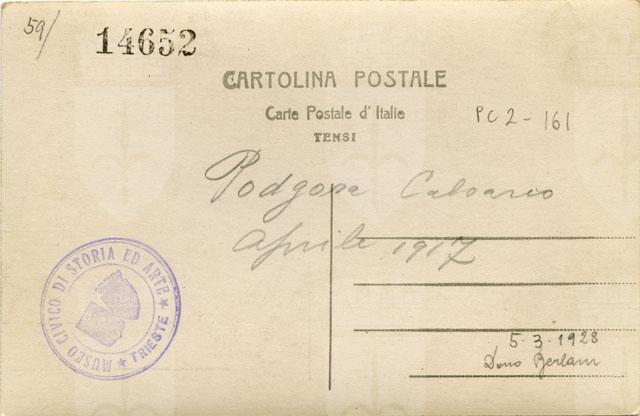 59/
14652
CARTOLINA POSTALE
Carte Postale d' Italie
TENSI
PC2-161
Podgora Calvario
Aprile 1917
MUSEO CIVICO DI STORIA ED ARTE ★ TRIESTE ★
5-3-1928
Dono